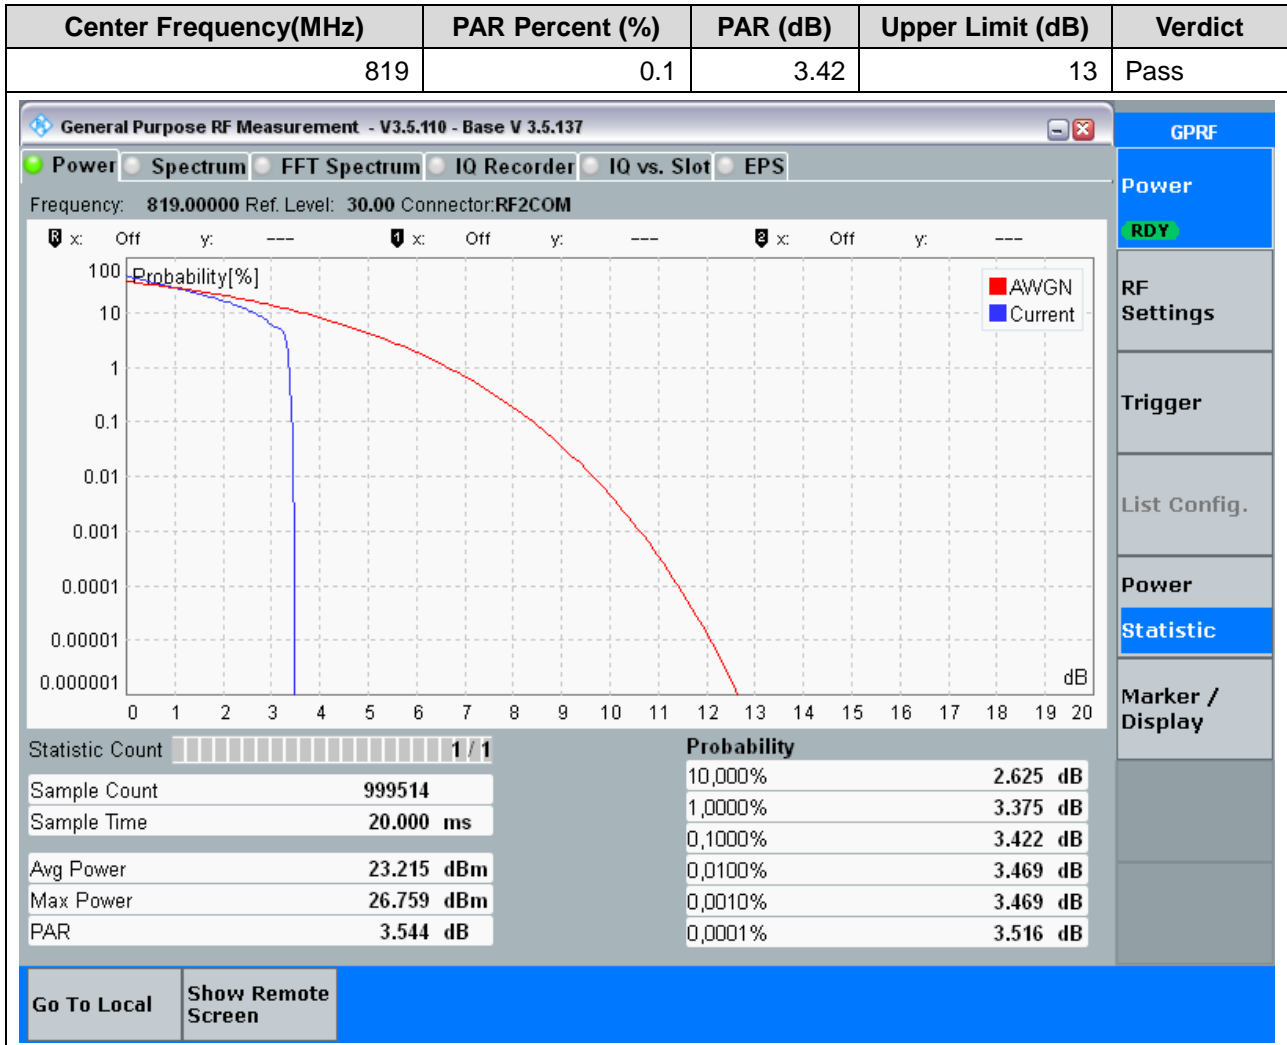 Center Frequency(MHz) PAR Percent (%) PAR (dB) Upper Limit (dB) Verdict
819 0.1 3.42 13 Pass
General Purpose RF Measurement - V3.5.110 - Base V 3.5.137
GPRF
Power Spectrum FFT Spectrum IQ Recorder IQ vs. Slot EPS
Frequency: 819.00000 Ref. Level: 30.00 Connector:RF2COM
R x: Off y: --- 1 x: Off y: --- 2 x: Off y: ---
Probability[%]
AWGN
Current
100
10
1
0.1
0.01
0.001
0.0001
0.00001
0.000001
dB
0 1 2 3 4 5 6 7 8 9 10 11 12 13 14 15 16 17 18 19 20
Statistic Count 1 / 1
Sample Count 999514
Sample Time 20.000 ms
Avg Power 23.215 dBm
Max Power 26.759 dBm
PAR 3.544 dB
Probability
10,000% 2.625 dB
1,0000% 3.375 dB
0,1000% 3.422 dB
0,0100% 3.469 dB
0,0010% 3.469 dB
0,0001% 3.516 dB
Power
RDY
RF
Settings
Trigger
List Config.
Power
Statistic
Marker /
Display
Go To Local
Show Remote
Screen